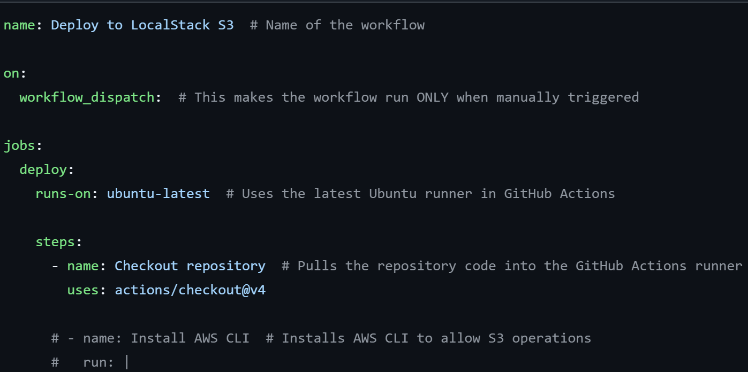 name: Deploy to LocalStack S3  # Name of the workflow
on:
workflow_dispatch:  # This makes the workflow run ONLY when manually triggered
jobs:
deploy:
runs-on: ubuntu-latest  # Uses the latest Ubuntu runner in GitHub Actions
steps:
- name: Checkout repository  # Pulls the repository code into the GitHub Actions runner
uses: actions/checkout@v4
# - name: Install AWS CLI  # Installs AWS CLI to allow S3 operations
#   run: |